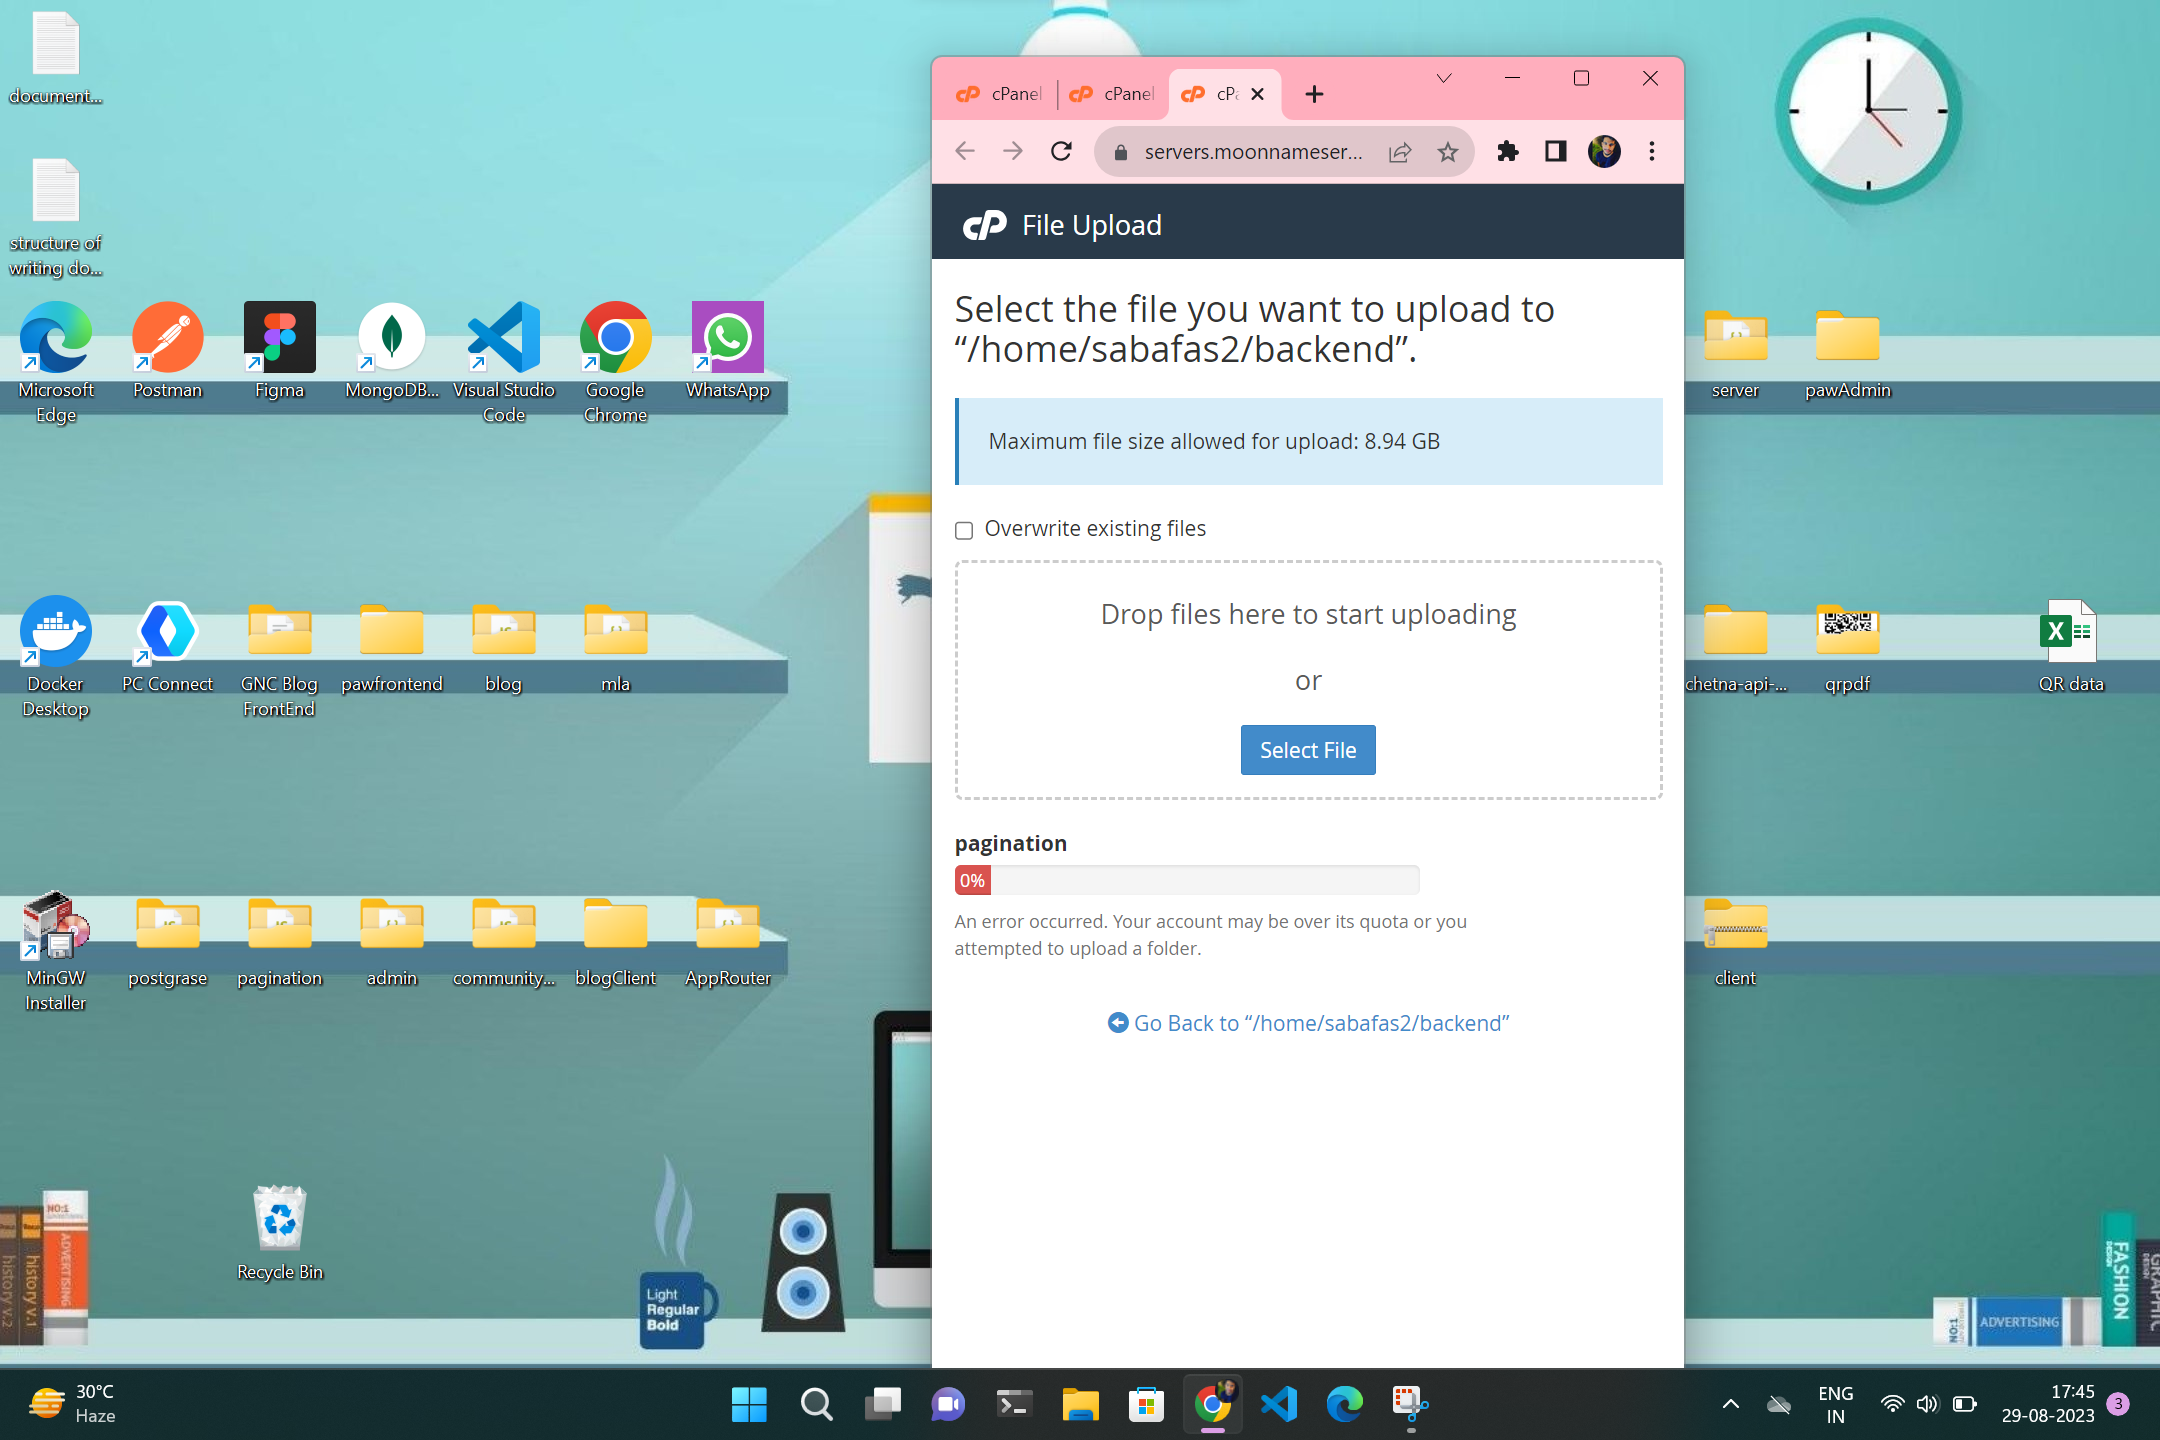 document...
structure of
writing do...
Microsoft
Edge
Postman
Figma
MongoDB...
Visual Studio
Code
Google
Chrome
WhatsApp
Docker
Desktop
PC Connect
GNC Blog
FrontEnd
pawfrontend
blog
mla
MinGW
Installer
postgrase
pagination
admin
community...
blogClient
AppRouter
Recycle Bin
cPanel
cPanel
cPa
servers.moonnameser...
cP File Upload
Select the file you want to upload to
“/home/sabafas2/backend”.
Maximum file size allowed for upload: 8.94 GB
Overwrite existing files
Drop files here to start uploading
or
Select File
pagination
0%
An error occurred. Your account may be over its quota or you
attempted to upload a folder.
Go Back to “/home/sabafas2/backend”
server
pawAdmin
chetna-api-...
qrpdf
QR data
client
history v.2
history v.1
NO:1
ADVERTISING
Light
Regular
Bold
NO:1
ADVERTISING
FASHION
DESIGN
GRAPHIC
30°C
Haze
ENG
IN
17:45
29-08-2023
3